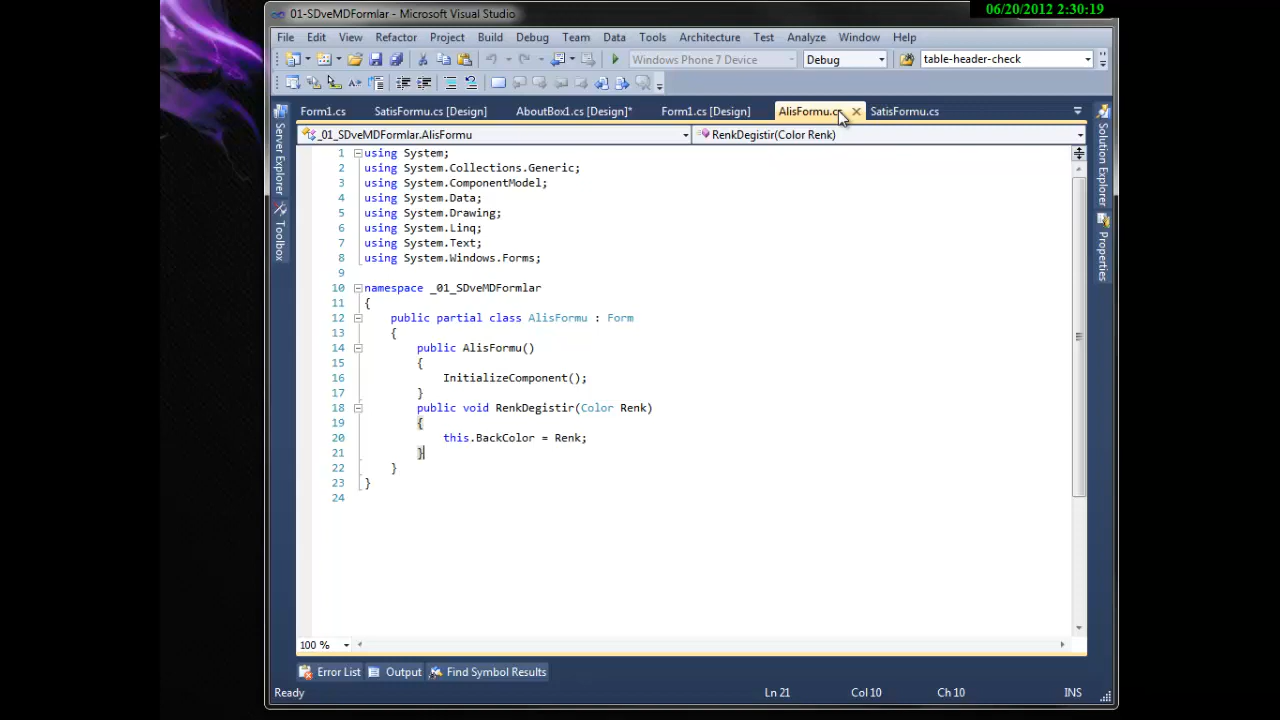 06/20/2012 2:30:19
01-SDveMDFormlar - Microsoft Visual Studio
File Edit View Refactor Project Build Debug Team Data Tools Architecture Test Analyze Window Help
Windows Phone 7 Device Debug table-header-check
Form1.cs SatisFormu.cs [Design] AboutBox1.cs [Design]* Form1.cs [Design] AlisFormu.cs SatisFormu.cs
_01_SDveMDFormlar.AlisFormu RenkDegistir(Color Renk)
Server Explorer
Toolbox
Solution Explorer
Properties
1 using System;
2 using System.Collections.Generic;
3 using System.ComponentModel;
4 using System.Data;
5 using System.Drawing;
6 using System.Linq;
7 using System.Text;
8 using System.Windows.Forms;
9
10 namespace _01_SDveMDFormlar
11 {
12 public partial class AlisFormu : Form
13 {
14 public AlisFormu()
15 {
16 InitializeComponent();
17 }
18 public void RenkDegistir(Color Renk)
19 {
20 this.BackColor = Renk;
21 }
22 }
23 }
24
100 %
Error List Output Find Symbol Results
Ready Ln 21 Col 10 Ch 10 INS